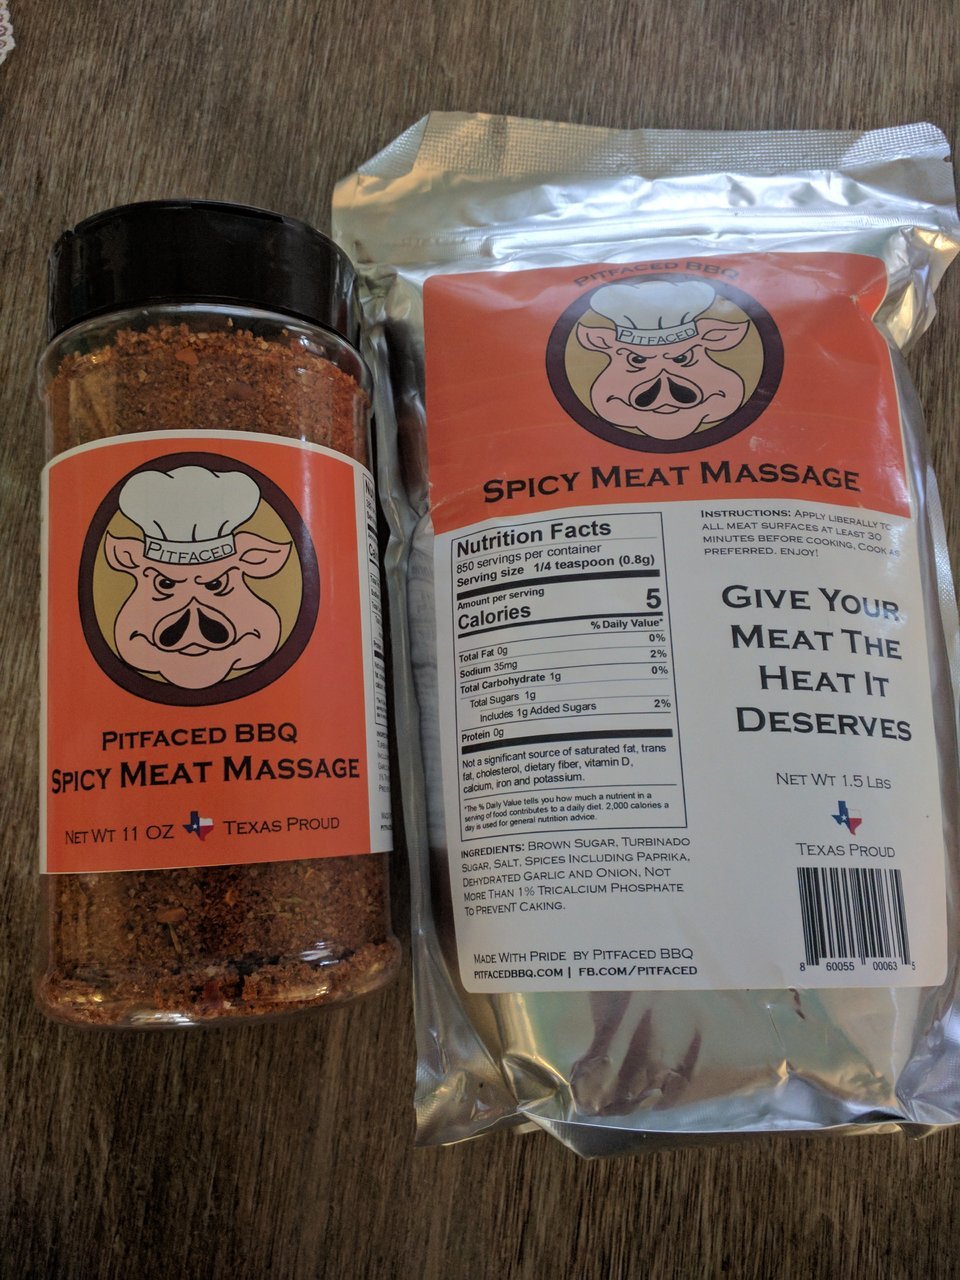 PITFACED
PITFACED BBQ
SPICY MEAT MASSAGE
NET WT 11 OZ TEXAS PROUD
PITFACED BBQ
PITFACED
SPICY MEAT MASSAGE
Nutrition Facts
850 servings per container
Serving size 1/4 teaspoon (0.8g)
Amount per serving
Calories 5
% Daily Value*
Total Fat 0g 0%
Sodium 35mg 2%
Total Carbohydrate 1g 0%
Total Sugars 1g
Includes 1g Added Sugars 2%
Protein 0g
Not a significant source of saturated fat, trans
fat, cholesterol, dietary fiber, vitamin D,
calcium, iron and potassium.
*The % Daily Value tells you how much a nutrient in a
serving of food contributes to a daily diet. 2,000 calories a
day is used for general nutrition advice.
INGREDIENTS: BROWN SUGAR, TURBINADO
SUGAR, SALT, SPICES INCLUDING PAPRIKA,
DEHYDRATED GARLIC AND ONION, NOT
MORE THAN 1% TRICALCIUM PHOSPHATE
TO PREVENT CAKING.
MADE WITH PRIDE BY PITFACED BBQ
PITFACEDBBQ.COM | FB.COM/PITFACED
INSTRUCTIONS: APPLY LIBERALLY TO
ALL MEAT SURFACES AT LEAST 30
MINUTES BEFORE COOKING, COOK AS
PREFERRED. ENJOY!
GIVE YOUR
MEAT THE
HEAT IT
DESERVES
NET WT 1.5 LBS
TEXAS PROUD
8 60055 00063 5